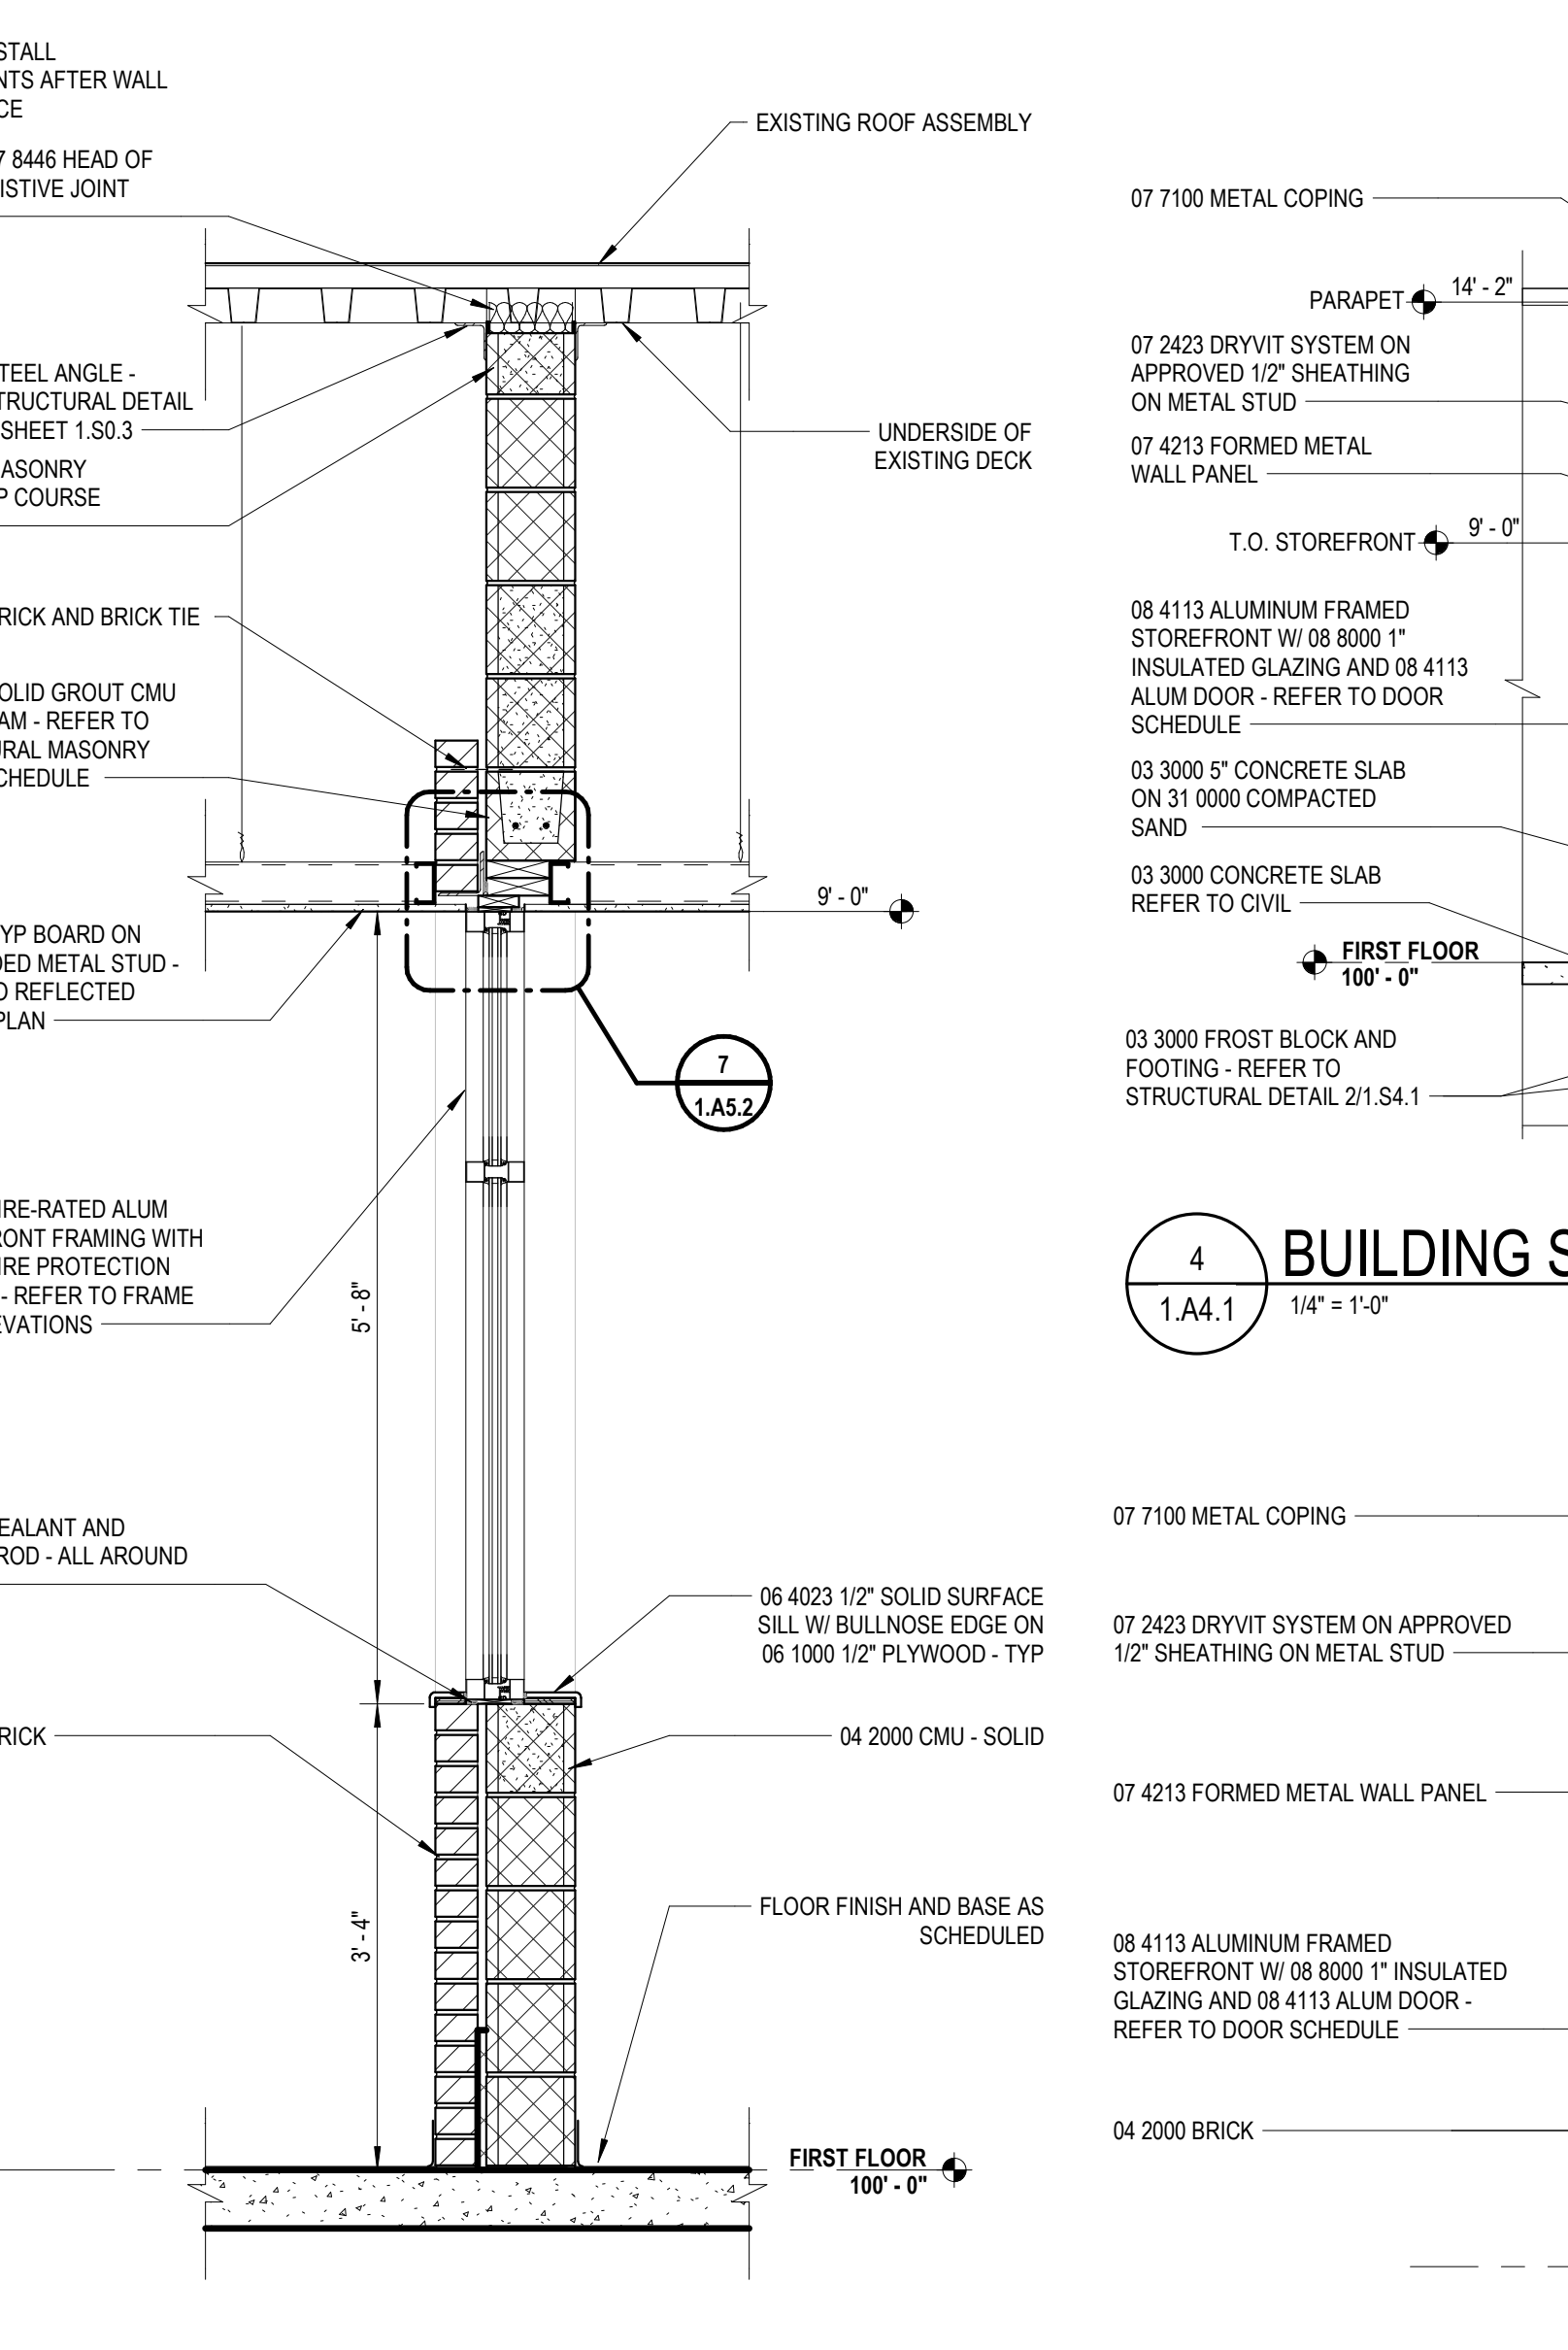 STALL
NTS AFTER WALL
CE
7 8446 HEAD OF
ISTIVE JOINT
TEEL ANGLE -
TRUCTURAL DETAIL
SHEET 1.S0.3
ASONRY
P COURSE
RICK AND BRICK TIE
OLID GROUT CMU
AM - REFER TO
URAL MASONRY
CHEDULE
YP BOARD ON
DED METAL STUD -
O REFLECTED
PLAN
IRE-RATED ALUM
RONT FRAMING WITH
IRE PROTECTION
- REFER TO FRAME
EVATIONS
EALANT AND
ROD - ALL AROUND
RICK
5' - 8"
3' - 4"
EXISTING ROOF ASSEMBLY
UNDERSIDE OF
EXISTING DECK
9' - 0"
7
1.A5.2
06 4023 1/2" SOLID SURFACE
SILL W/ BULLNOSE EDGE ON
06 1000 1/2" PLYWOOD - TYP
04 2000 CMU - SOLID
FLOOR FINISH AND BASE AS
SCHEDULED
FIRST FLOOR
100' - 0"
07 7100 METAL COPING
PARAPET
14' - 2"
07 2423 DRYVIT SYSTEM ON
APPROVED 1/2" SHEATHING
ON METAL STUD
07 4213 FORMED METAL
WALL PANEL
T.O. STOREFRONT
9' - 0"
08 4113 ALUMINUM FRAMED
STOREFRONT W/ 08 8000 1"
INSULATED GLAZING AND 08 4113
ALUM DOOR - REFER TO DOOR
SCHEDULE
03 3000 5" CONCRETE SLAB
ON 31 0000 COMPACTED
SAND
03 3000 CONCRETE SLAB
REFER TO CIVIL
FIRST FLOOR
100' - 0"
03 3000 FROST BLOCK AND
FOOTING - REFER TO
STRUCTURAL DETAIL 2/1.S4.1
4
1.A4.1
BUILDING S
1/4" = 1'-0"
07 7100 METAL COPING
07 2423 DRYVIT SYSTEM ON APPROVED
1/2" SHEATHING ON METAL STUD
07 4213 FORMED METAL WALL PANEL
08 4113 ALUMINUM FRAMED
STOREFRONT W/ 08 8000 1" INSULATED
GLAZING AND 08 4113 ALUM DOOR -
REFER TO DOOR SCHEDULE
04 2000 BRICK